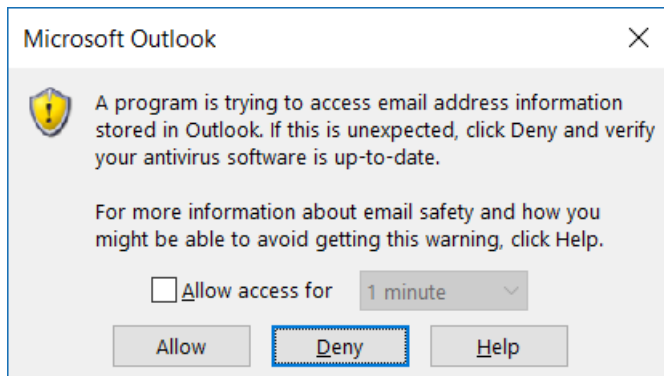 Microsoft Outlook
A program is trying to access email address information
stored in Outlook. If this is unexpected, click Deny and verify
your antivirus software is up-to-date.
For more information about email safety and how you
might be able to avoid getting this warning, click Help.
Allow access for 1 minute
Allow Deny Help